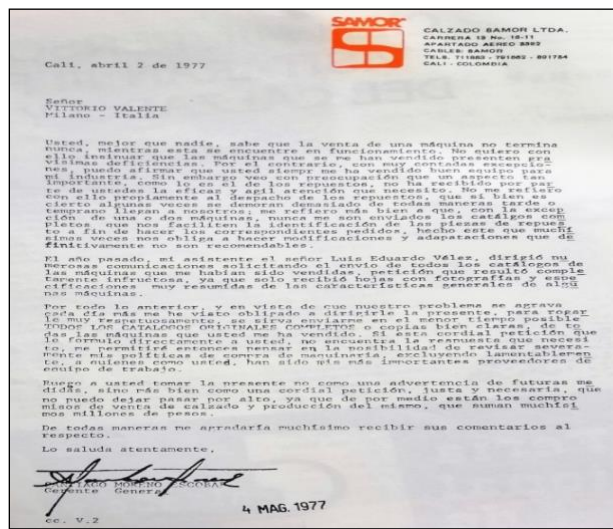 SAMOR
CALZADO SAMOR LTDA.
CARRERA 15 No. 16-11
APARTADO AEREO
CABLES: SAMOR
TELS.
CALI - COLOMBIA
Cali, abril 2 de 1977
Señor
VITTORIO VALENTE
Milano - Italia
Usted, mejor que nadie, sabe que la venta de una máquina no termina
nunca, mientras esta se encuentre en funcionamiento. No quiero con
ello insinuar que las máquinas que se me han vendido presenten gra
visimas deficiencias. Por el contrario, con muy contadas excepcio-
nes, puedo afirmar que usted siempr me ha vendido buen equipo para
mi industria. Sin embargo veo con preocupación que un aspecto tan
importante, como lo es el de los repuestos, no ha recibido por par
te de ustedes la eficaz y ágil atención que necesito. No me refiero
con ello propiamente al despacho de los repuestos, que si bien es
cierto algunas veces se demoran demasiado de todas maneras tarde o
temprano llegan a nosotros; me refiero más bien a que, con la excep
ción de una o dos máquinas, nunca me son enviados los catálgos com
pletos que nos faciliten la identificación de las piezas de repues
to a fin de hacer los correspondientes pedidos, hecho este que muchí
simas veces nos obliga a hacer modificaciones y adaptaciones que de
finitivamente no son recomendables.
El año pasado, mi asistente el señor Luis Eduardo Vélez, dirigió nu
merosas comunicaciones solicitando el envío de todos los catálogos de
las máquinas que me habían sido vendidas, petición que resultó comple
tamente infructosa, ya que solo recibió hojas con fotografías y espe
cificaciones muy resumidas de las características generales de algu
nas máquinas.
Por todo lo anterior, y en vista de que nuestro problema se agrava
cada día más me he visto obligado a dirigirle la presente para rogar
le muy respetuosamente, se sirva enviarme en el menor tiempo posible
TODOS LOS CATALOGOS ORIGINALES COMPLETOS o copias bien claras, de to
das las máquinas que usted me ha vendido. Si esta cordial petición que
le formulo directamente a usted, no encuentra la respuesta que necesi
to, me permitiré entonces pensar en la posibilidad de revisar severa-
mente mis políticas de compra de maquinaria, excluyendo lamentablemen
te, a quienes como usted, han sido mis más importantes proveedores de
equipo de trabajo.
Ruego a usted tomar la presente no como una advertencia de futuras me
didas, sino más bien como una cordial petición, justa y necesaria, que
no puedo dejar pasar por alto, ya que de por medio están los compro
misos de venta de calzado y producción del mismo, que suman muchísi
mos millones de pesos.
De todas maneras me agradaría muchísimo recibir sus comentarios al
respecto.
Lo saluda atentamente,
SANTIAGO MORENO ESCOBAR
Gerente General
4 MAG. 1977
cc. V.2